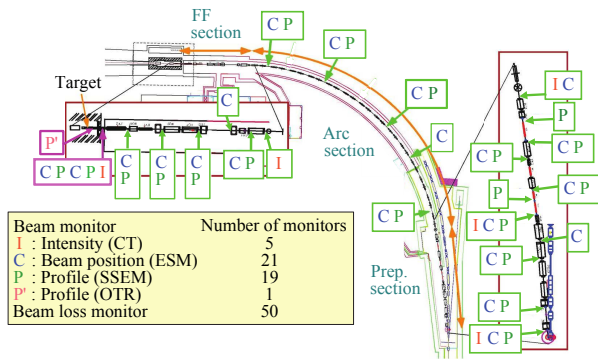 FF section
C P
C P
C P
C
C P
Arc
section
Prep.
section
Target
P'
C P C P I
C
P
C
P
C
P
C
C P
I
I C
P
C P
C P
P
I C P
C
C P
C P
I C P
Beam monitor Number of monitors
I : Intensity (CT) 5
C : Beam position (ESM) 21
P : Profile (SSEM) 19
P' : Profile (OTR) 1
Beam loss monitor 50